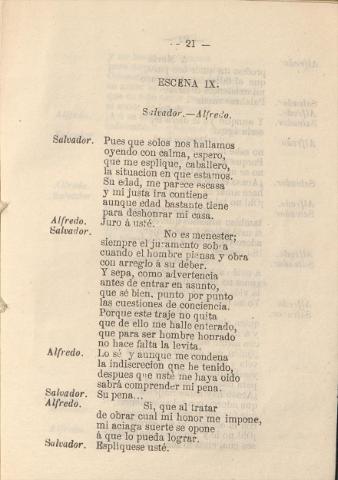 — 21 —
ESCENA IX.
Salvador.—Alfredo.
Salvador. Pues que solos nos hallamos
oyendo con calma, espero,
que me esplique, caballero,
la situacion en que estamos.
Su edad, me parece escasa
y mi justa ira contiene
aunque edad bastante tiene
para deshonrar mi casa.
Alfredo. Juro á usté.
Salvador. No es menester;
siempre el juramento sobra
cuando el hombre piensa y obra
con arreglo á su deber.
Y sepa, como advertencia
antes de entrar en asunto,
que sé bien, punto por punto
las cuestiones de conciencia.
Porque este traje no quita
que de ello me halle enterado,
que para ser hombre honrado
no hace falta la levita.
Alfredo. Lo sé y aunque me condena
la indiscrecion que he tenido,
despues que usté me haya oido
sabrá comprender mi pena.
Salvador. Su pena...
Alfredo. Si, que al tratar
de obrar cual mi honor me impone,
mi aciaga suerte se opone
á que lo pueda lograr.
Salvador. Espliquese usté.